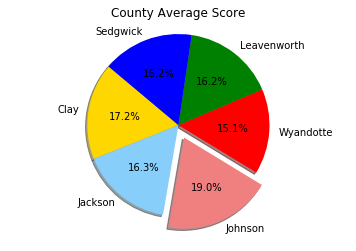 County Average Score
Sedgwick
Leavenworth
16.2%
16.2%
Clay
17.2%
15.1%
Wyandotte
16.3%
19.0%
Jackson
Johnson